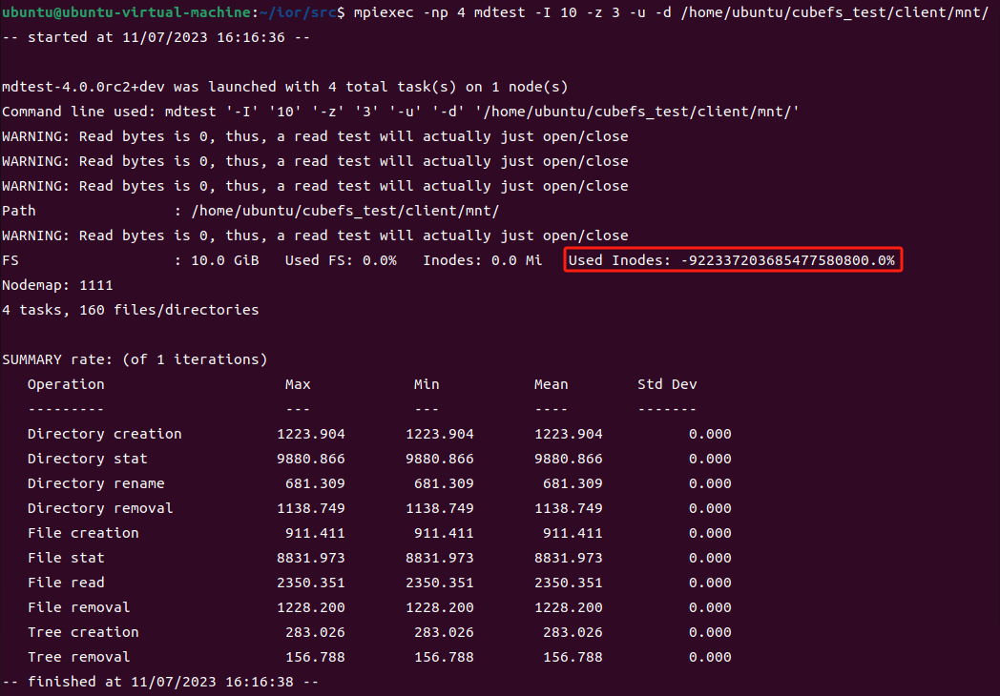 ubuntu@ubuntu-virtual-machine:~/ior/src$ mpiexec -np 4 mdtest -I 10 -z 3 -u -d /home/ubuntu/cubefs_test/client/mnt/
-- started at 11/07/2023 16:16:36 --
mdtest-4.0.0rc2+dev was launched with 4 total task(s) on 1 node(s)
Command line used: mdtest '-I' '10' '-z' '3' '-u' '-d' '/home/ubuntu/cubefs_test/client/mnt/'
WARNING: Read bytes is 0, thus, a read test will actually just open/close
WARNING: Read bytes is 0, thus, a read test will actually just open/close
WARNING: Read bytes is 0, thus, a read test will actually just open/close
Path : /home/ubuntu/cubefs_test/client/mnt/
WARNING: Read bytes is 0, thus, a read test will actually just open/close
FS : 10.0 GiB Used FS: 0.0% Inodes: 0.0 Mi Used Inodes: -922337203685477580800.0%
Nodemap: 1111
4 tasks, 160 files/directories
SUMMARY rate: (of 1 iterations)
Operation Max Min Mean Std Dev
--------- --- --- ---- -------
Directory creation 1223.904 1223.904 1223.904 0.000
Directory stat 9880.866 9880.866 9880.866 0.000
Directory rename 681.309 681.309 681.309 0.000
Directory removal 1138.749 1138.749 1138.749 0.000
File creation 911.411 911.411 911.411 0.000
File stat 8831.973 8831.973 8831.973 0.000
File read 2350.351 2350.351 2350.351 0.000
File removal 1228.200 1228.200 1228.200 0.000
Tree creation 283.026 283.026 283.026 0.000
Tree removal 156.788 156.788 156.788 0.000
-- finished at 11/07/2023 16:16:38 --